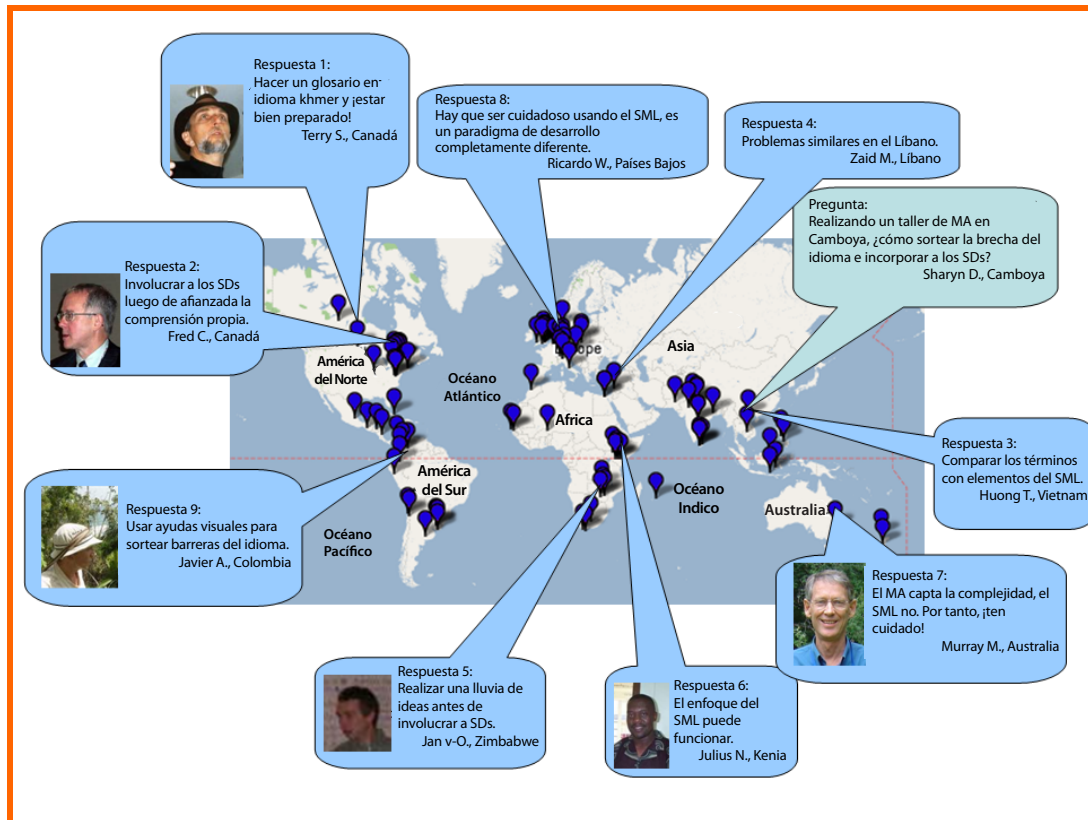 Respuesta 1:
Hacer un glosario en
idioma khmer y ¡estar
bien preparado!
Terry S., Canadá
Respuesta 8:
Hay que ser cuidadoso usando el SML, es
un paradigma de desarrollo
completamente diferente.
Ricardo W., Países Bajos
Respuesta 4:
Problemas similares en el Líbano.
Zaid M., Líbano
Pregunta:
Realizando un taller de MA en
Camboya, ¿cómo sortear la brecha del
idioma e incorporar a los SDs?
Sharyn D., Camboya
Respuesta 2:
Involucrar a los SDs
luego de afianzada la
comprensión propia.
Fred C., Canadá
América
del Norte
Océano
Atlántico
Europe
Asia
Africa
América
del Sur
Océano
Pacífico
Océano
Indico
Australia
Respuesta 3:
Comparar los términos
con elementos del SML.
Huong T., Vietnam
Respuesta 9:
Usar ayudas visuales para
sortear barreras del idioma.
Javier A., Colombia
Respuesta 7:
El MA capta la complejidad, el
SML no. Por tanto, ¡ten
cuidado!
Murray M., Australia
Respuesta 5:
Realizar una lluvia de
ideas antes de
involucrar a SDs.
Jan v-O., Zimbabwe
Respuesta 6:
El enfoque del
SML puede
funcionar.
Julius N., Kenia